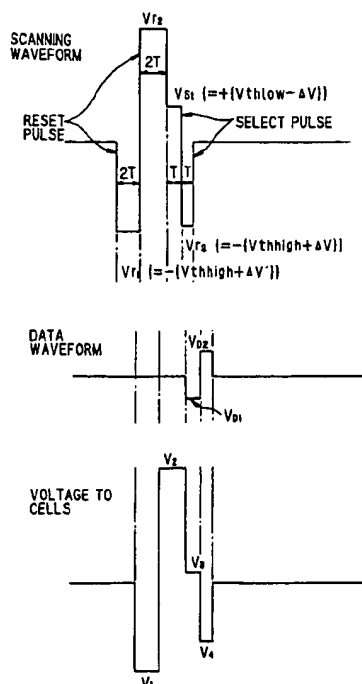 Vr₂
SCANNING
WAVEFORM
2T
Vs₁ (=+(Vthlow-ΔV))
RESET
PULSE
SELECT PULSE
2T
T T
Vr₃ (=-(Vthhigh+ΔV))
Vr₁ (=-(Vthhigh+ΔV'))
DATA
WAVEFORM
VD2
VD1
V₂
VOLTAGE TO
CELLS
V₃
V₄
V₁